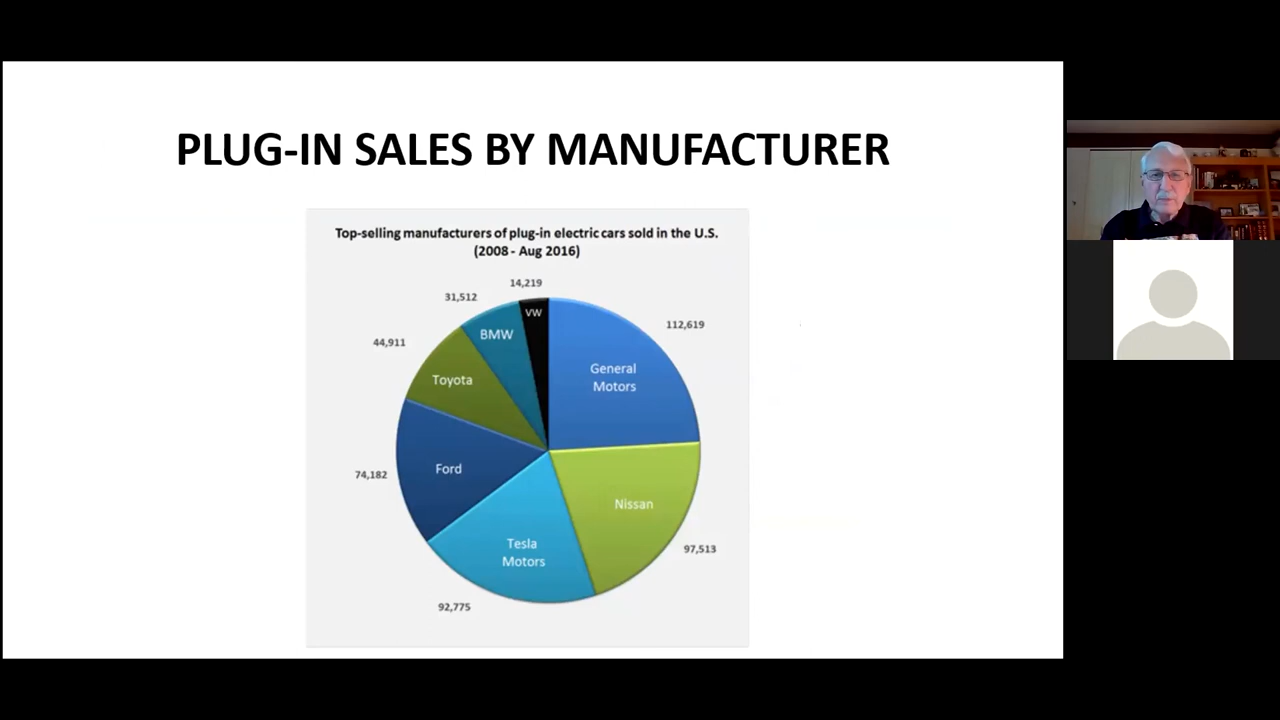 PLUG-IN SALES BY MANUFACTURER
Top-selling manufacturers of plug-in electric cars sold in the U.S.
(2008 - Aug 2016)
14,219
31,512
VW
112,619
BMW
44,911
General
Motors
Toyota
Ford
74,182
Nissan
Tesla
Motors
97,513
92,775